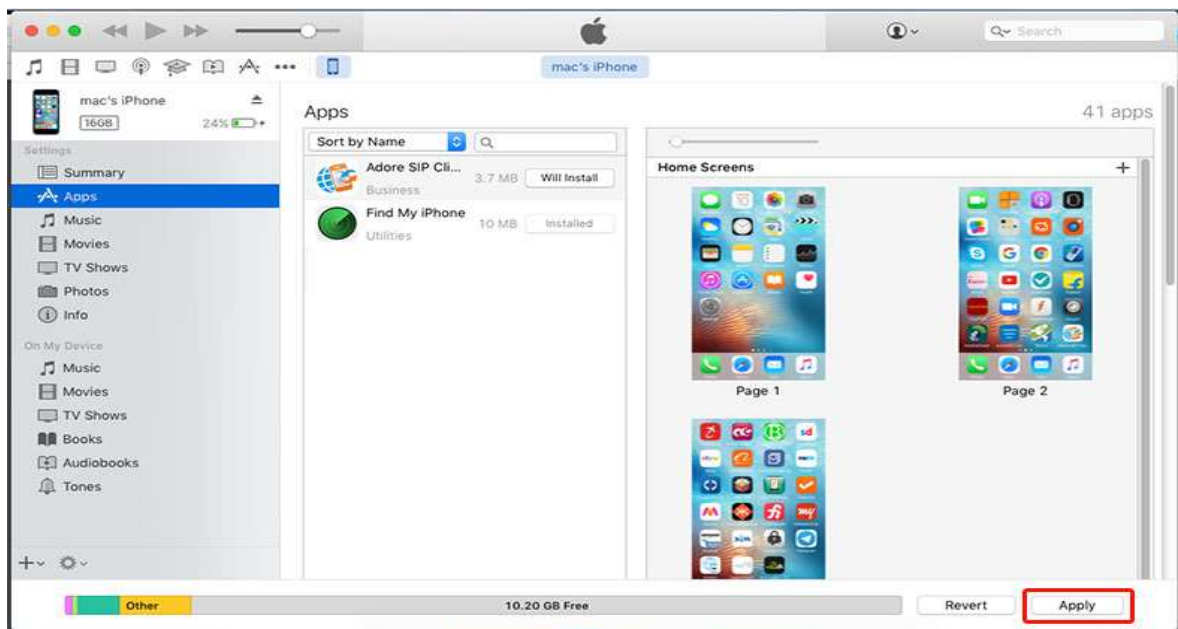 Search
mac's iPhone
mac's iPhone
16GB
24%
Settings
Summary
Apps
Music
Movies
TV Shows
Photos
Info
On My Device
Music
Movies
TV Shows
Books
Audiobooks
Tones
Apps
41 apps
Sort by Name
Adore SIP Cli...
Business
3.7 MB
Will Install
Find My iPhone
Utilities
10 MB
Installed
Home Screens
Page 1
Page 2
Other
10.20 GB Free
Revert
Apply